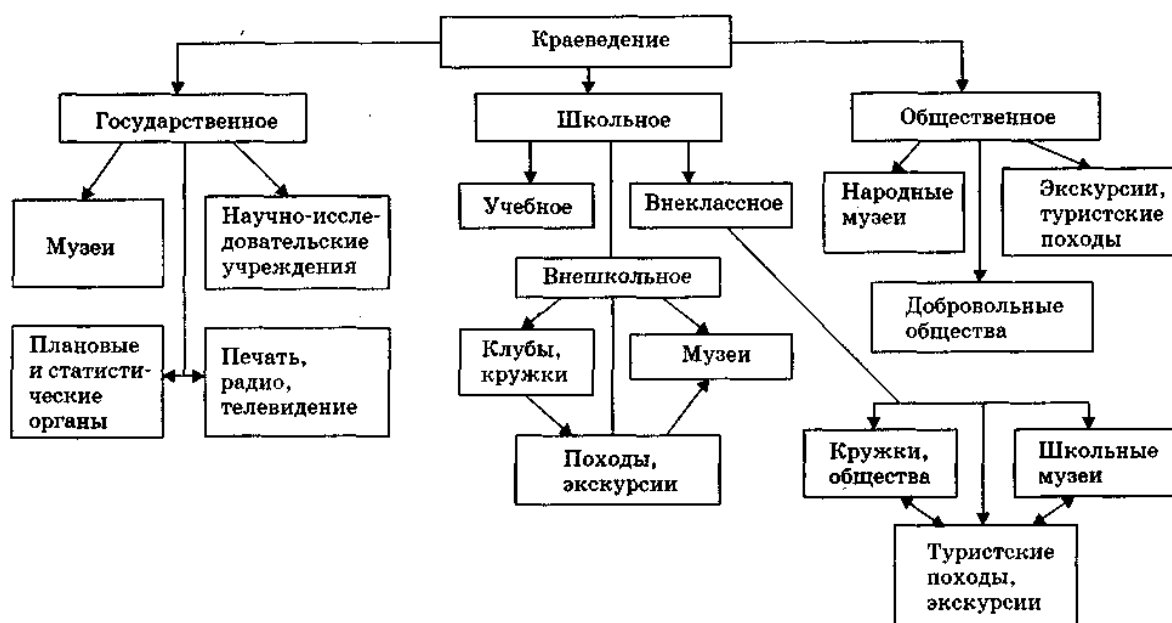 Краеведение
Государственное
Школьное
Общественное
Музеи
Научно-иссле-
довательские
учреждения
Учебное
Внеклассное
Народные
музеи
Экскурсии,
туристские
походы
Внешкольное
Добровольные
общества
Плановые
и статисти-
ческие
органы
Печать,
радио,
телевидение
Клубы,
кружки
Музеи
Походы,
экскурсии
Кружки,
общества
Школьные
музеи
Туристские
походы,
экскурсии